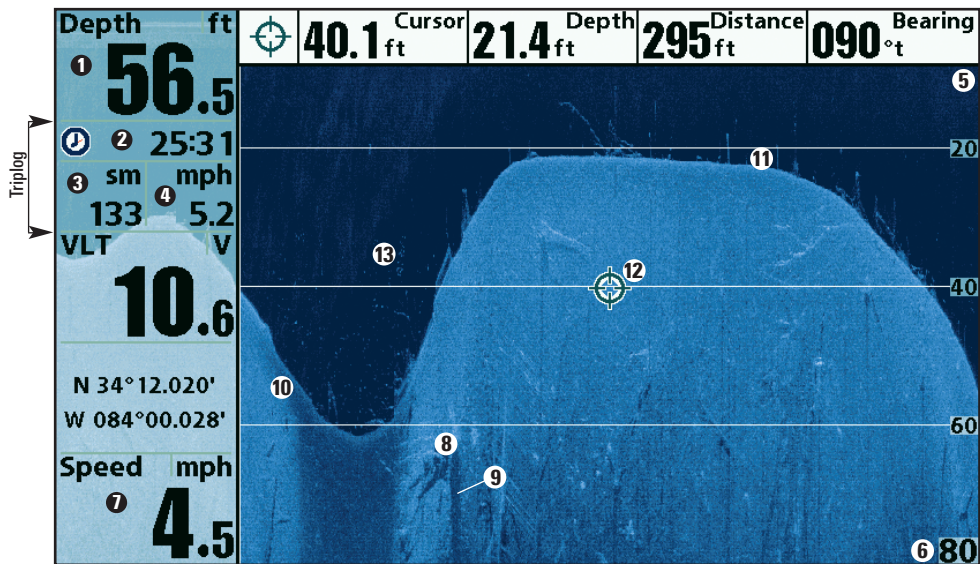 Depth ft
1 56.5
Triplog
2 25:31
3 sm 4 mph
133 5.2
VLT V
10.6
N 34°12.020'
W 084°00.028'
Speed mph
7 4.5
40.1 ft Cursor
21.4 ft Depth
295 ft Distance
090 °t Bearing
5
20
11
13
12
40
10
60
8
9
6 80